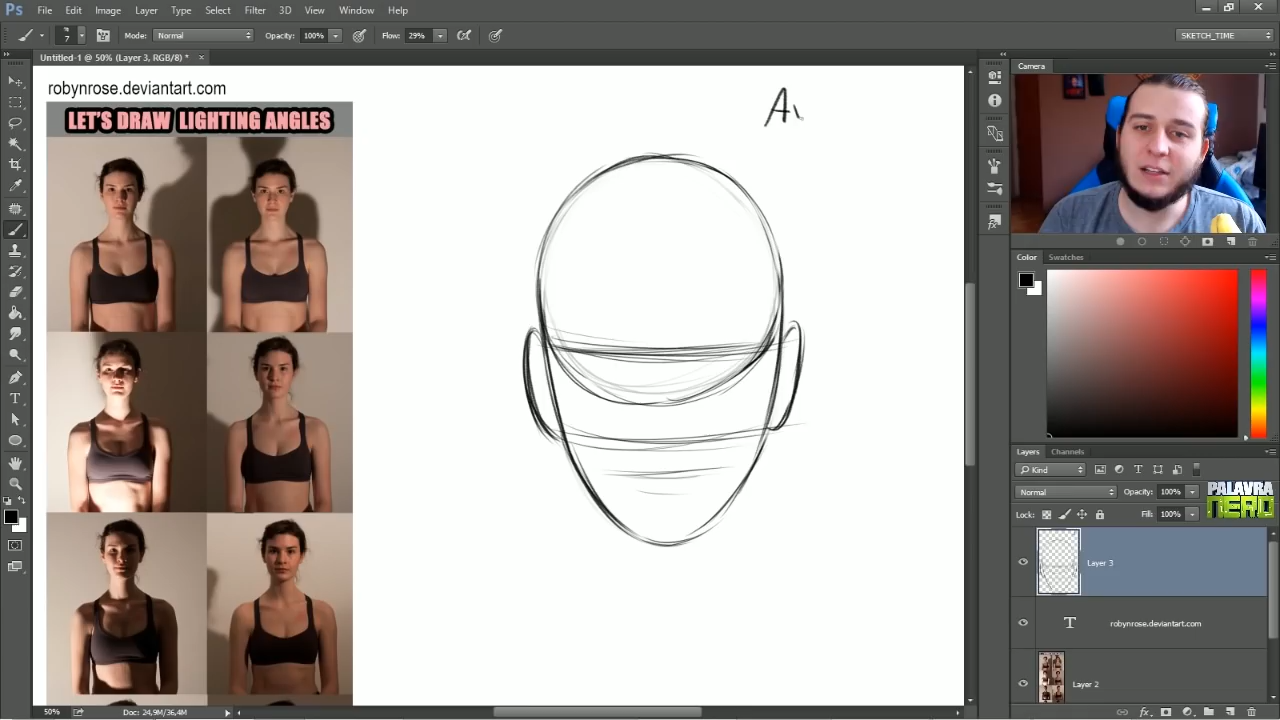 Ps File Edit Image Layer Type Select Filter 3D View Window Help
7 Mode: Normal Opacity: 100% Flow: 29% SKETCH_TIME
Untitled-1 @ 50% (Layer 3, RGB/8) *
robynrose.deviantart.com
LET'S DRAW LIGHTING ANGLES
Camera
Color Swatches
Layers Channels
Kind
Normal Opacity: 100%
Lock: Fill: 100%
PALAVRA
NERD
Layer 3
T robynrose.deviantart.com
Layer 2
50% Doc: 24,9M/36,4M